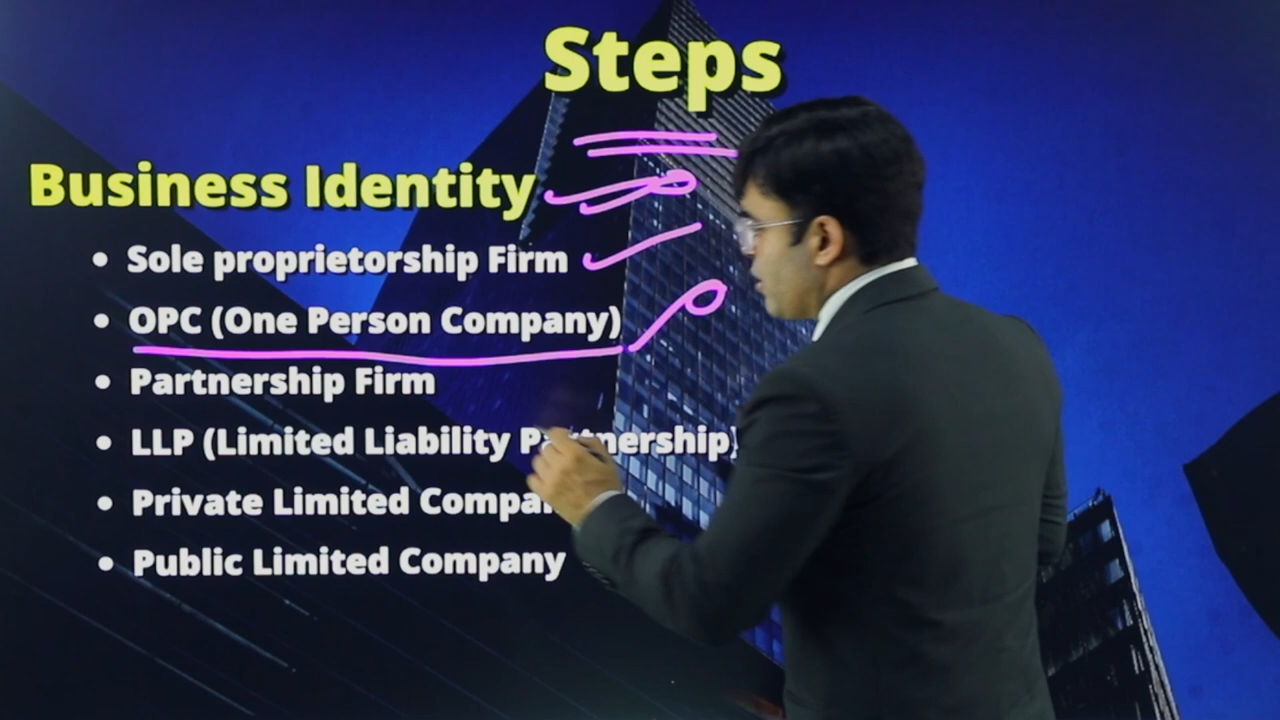 Steps
Business Identity
• Sole proprietorship Firm
• OPC (One Person Company)
• Partnership Firm
• LLP (Limited Liability Partnership)
• Private Limited
• Public Limited Company